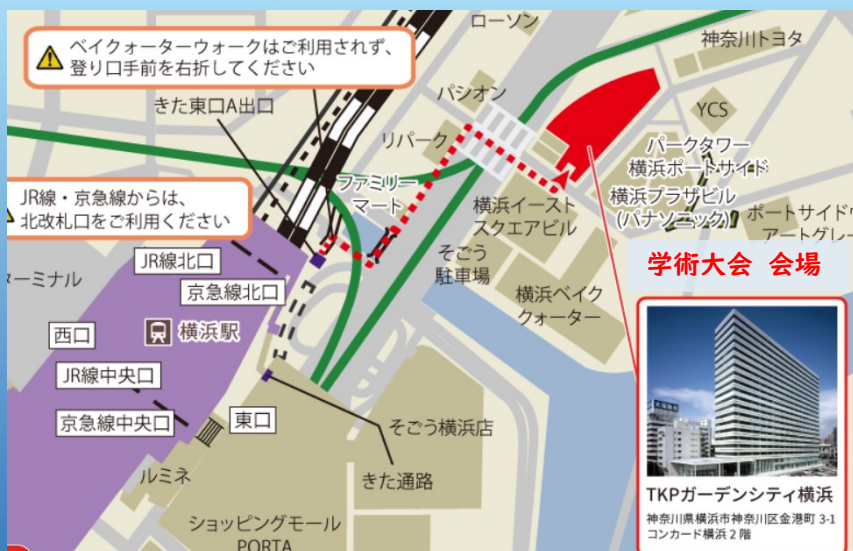 ローソン
神奈川トヨタ
ベイクォーターウォークはご利用されず、
登り口手前を右折してください
パシオン
YCS
きた東口A出口
リパーク
パークタワー
横浜ポートサイド
ファミリー
マート
JR線・京急線からは、
北改札口をご利用ください
横浜イースト
スクエアビル
横浜プラザビル
(パナソニック)
ポートサイド
アートグレー
JR線北口
そごう
駐車場
学術大会 会場
ターミナル
京急線北口
横浜ベイク
クォーター
西口
横浜駅
JR線中央口
京急線中央口
東口
そごう横浜店
ルミネ
きた通路
TKPガーデンシティ横浜
神奈川県横浜市神奈川区金港町 3-1
コンカード横浜 2 階
ショッピングモール
PORTA